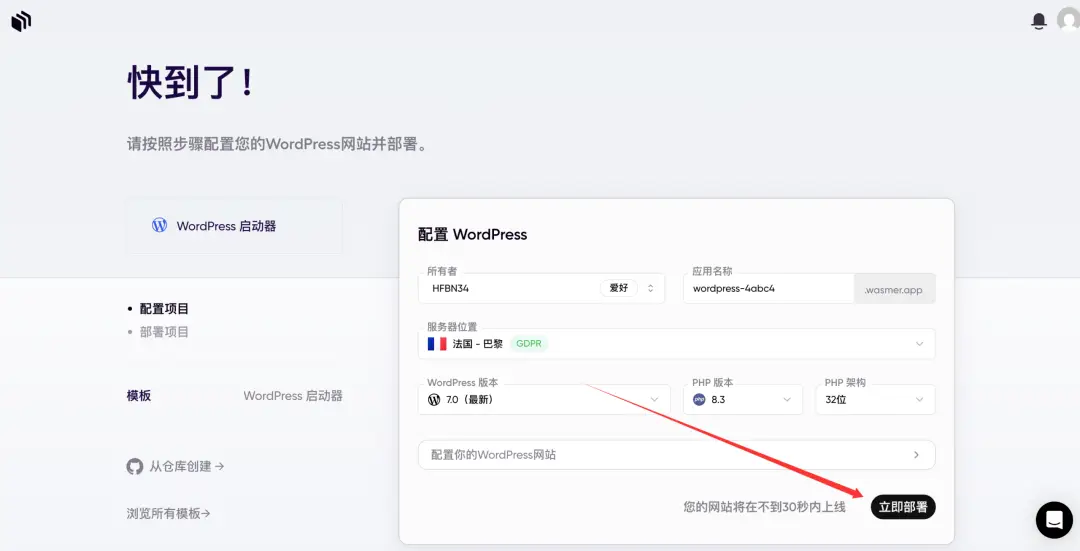 快到了！
请按照步骤配置您的WordPress网站并部署。
WordPress 启动器
配置项目
部署项目
模板 WordPress 启动器
从仓库创建 →
浏览所有模板→
配置 WordPress
所有者
HFBN34 爱好
应用名称
wordpress-4abc4 .wasmer.app
服务器位置
法国 - 巴黎 GDPR
WordPress 版本
7.0（最新）
PHP 版本
php 8.3
PHP 架构
32位
配置你的WordPress网站
您的网站将在不到30秒内上线 立即部署